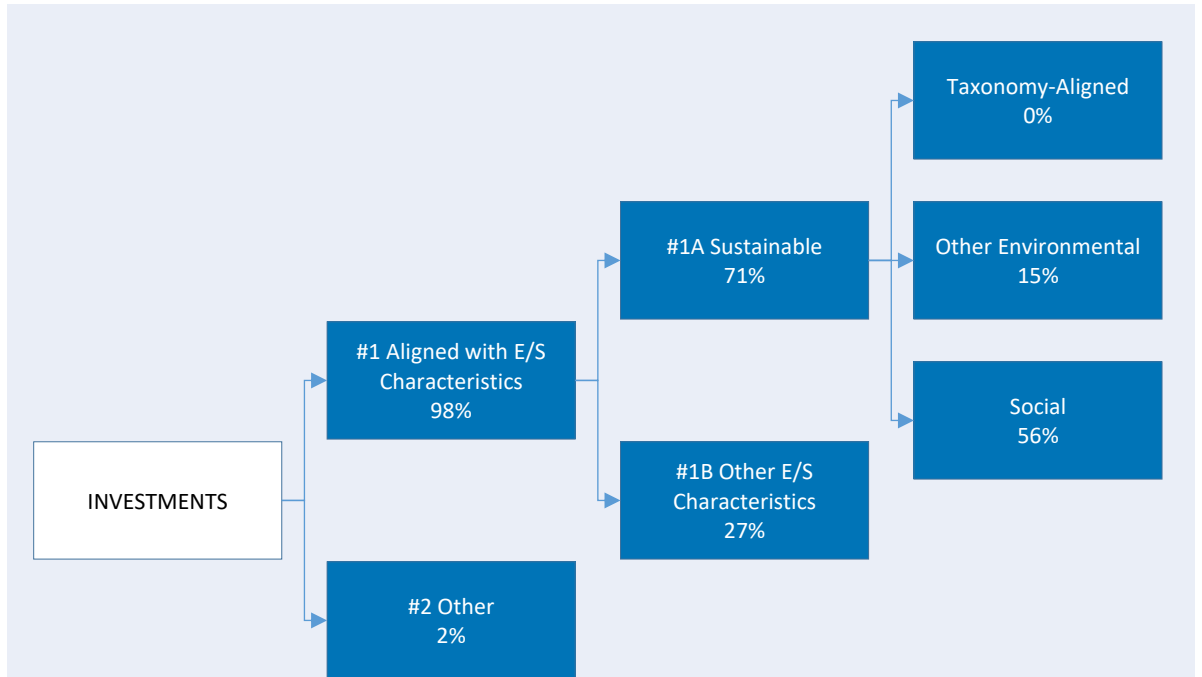 INVESTMENTS
#1 Aligned with E/S
Characteristics
98%
#2 Other
2%
#1A Sustainable
71%
#1B Other E/S
Characteristics
27%
Taxonomy-Aligned
0%
Other Environmental
15%
Social
56%